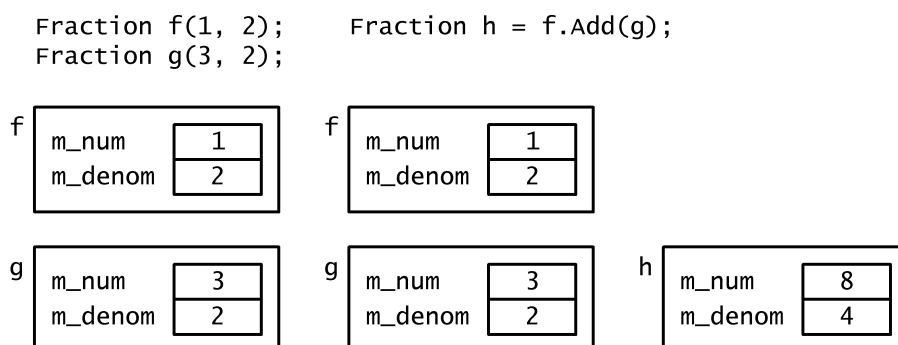 Fraction f(1, 2);
Fraction g(3, 2);
Fraction h = f.Add(g);
f
m_num 1
m_denom 2
f
m_num 1
m_denom 2
g
m_num 3
m_denom 2
g
m_num 3
m_denom 2
h
m_num 8
m_denom 4